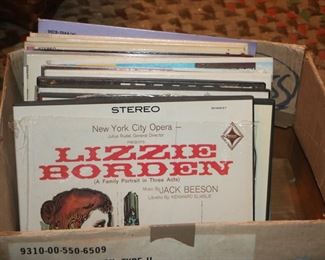 STEREO
New York City Opera —
Julius Rudel, General Director
PRESENTS
LIZZIE
BORDEN
(A Family Portrait in Three Acts)
Music By JACK BEESON
Libretto By KENWARD ELMSLIE
9310-00-550-6509